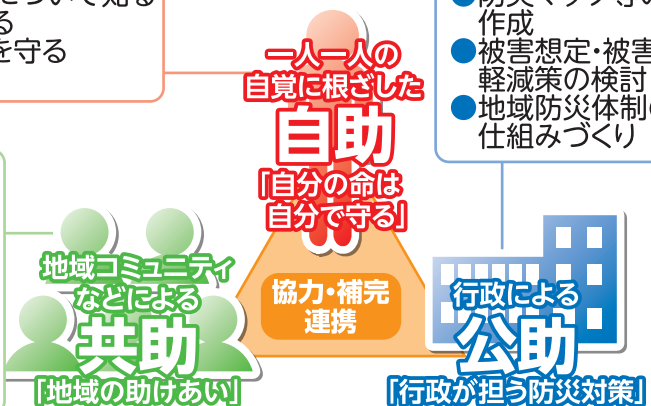 る
を守る
作成
●被害想定・被害
軽減策の検討
●地域防災体制の
仕組みづくり
一人一人の
自覚に根ざした
自助
「自分の命は
自分で守る」
協力・補完
連携
地域コミュニティ
などによる
共助
「地域の助けあい」
行政による
公助
「行政が担う防災対策」